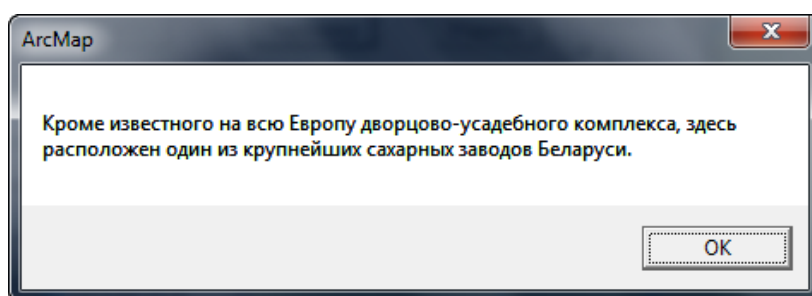 ArcMap
Кроме известного на всю Европу дворцово-усадебного комплекса, здесь
расположен один из крупнейших сахарных заводов Беларуси.
OK